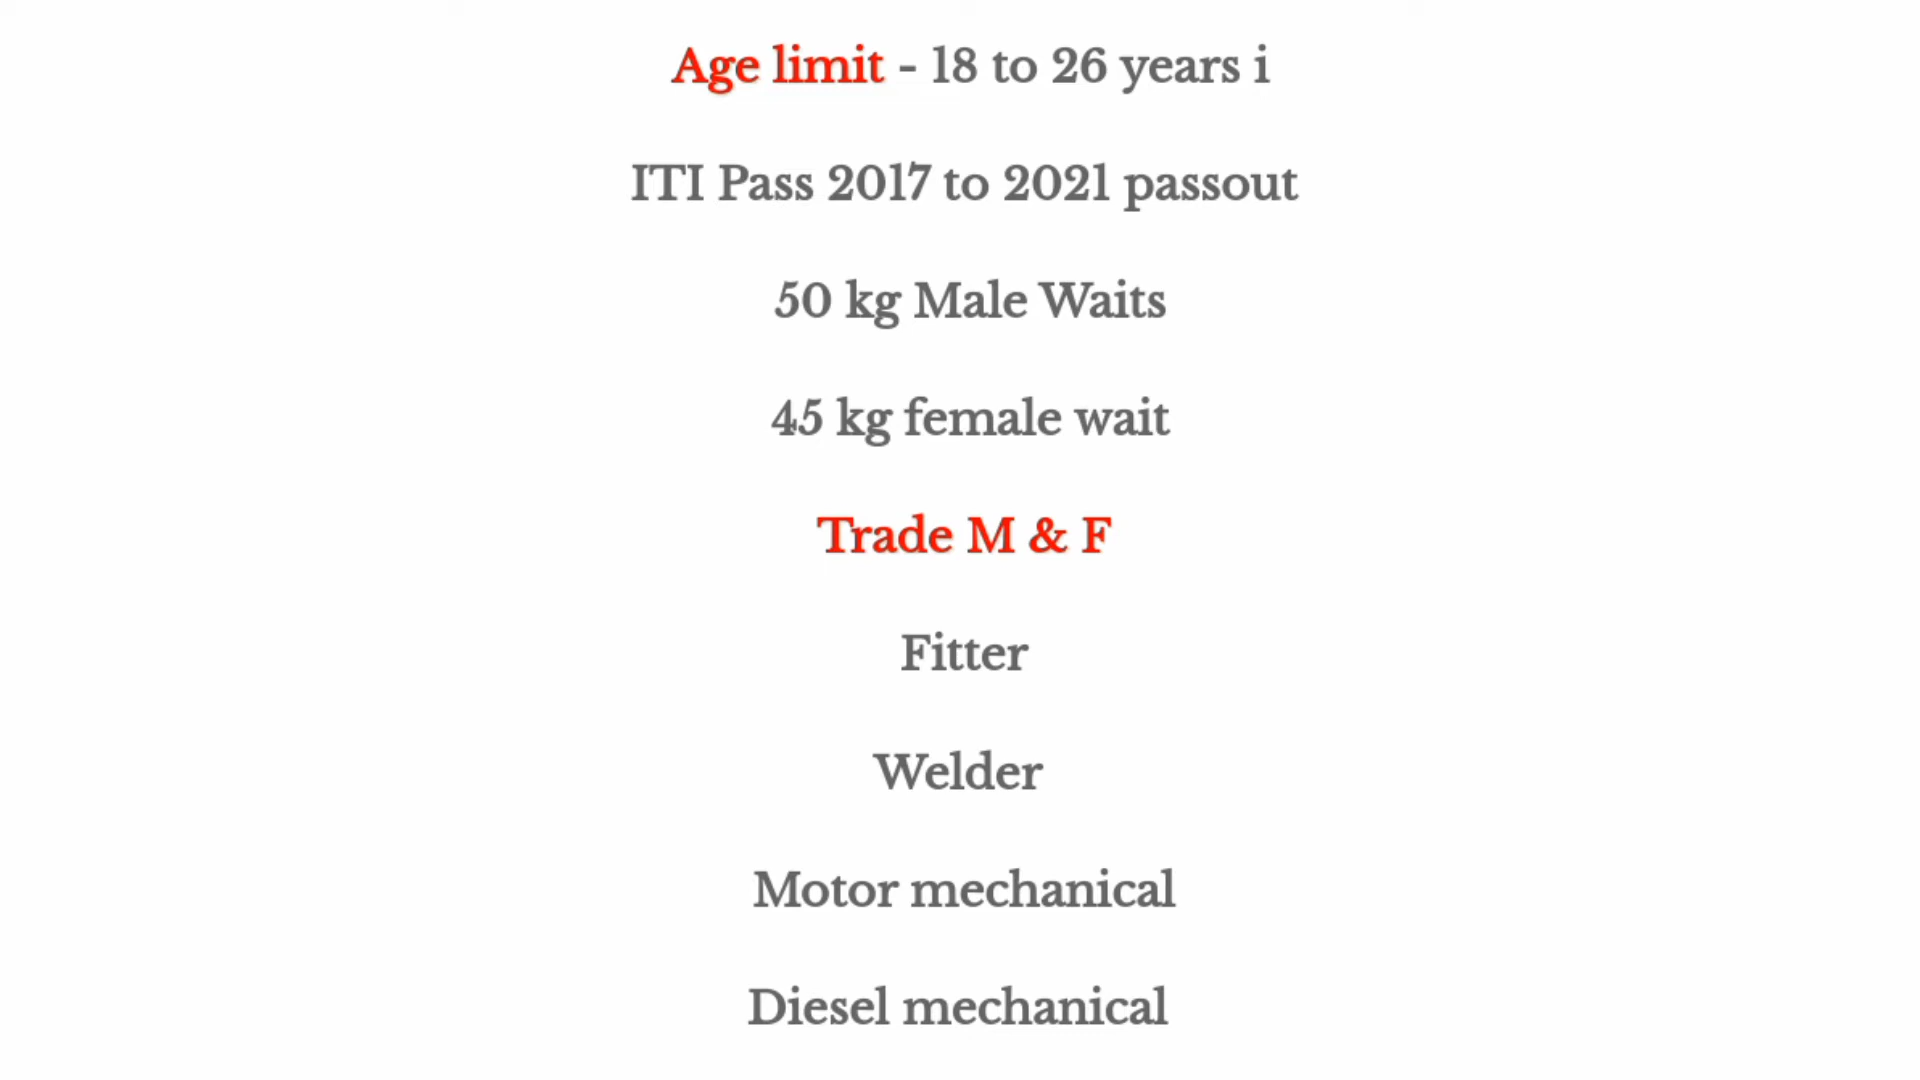 Age limit - 18 to 26 years i
ITI Pass 2017 to 2021 passout
50 kg Male Waits
45 kg female wait
Trade M & F
Fitter
Welder
Motor mechanical
Diesel mechanical